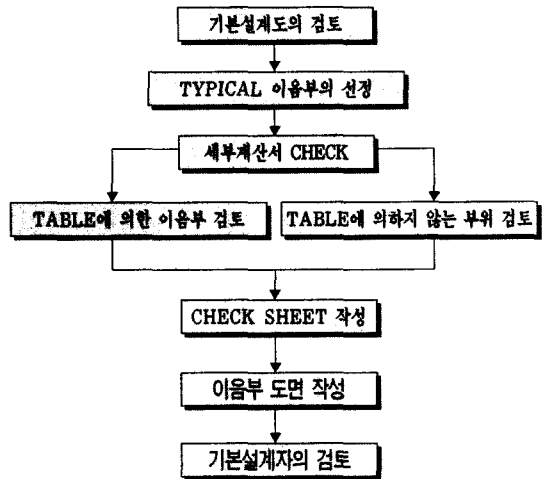 기본설계도의 검토
TYPICAL 이음부의 선정
세부계산서 CHECK
TABLE에 의한 이음부 검토
TABLE에 의하지 않는 부위 검토
CHECK SHEET 작성
이음부 도면 작성
기본설계자의 검토